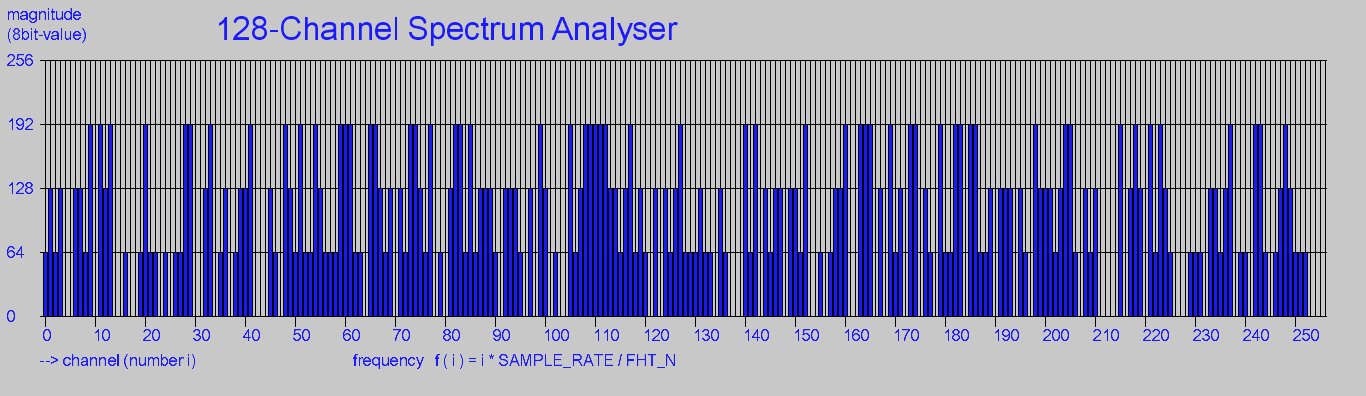 magnitude
(8bit-value)
128-Channel Spectrum Analyser
256
192
128
64
0
0 10 20 30 40 50 60 70 80 90 100 110 120 130 140 150 160 170 180 190 200 210 220 230 240 250
--> channel (number i) frequency f ( i ) = i * SAMPLE_RATE / FHT_N